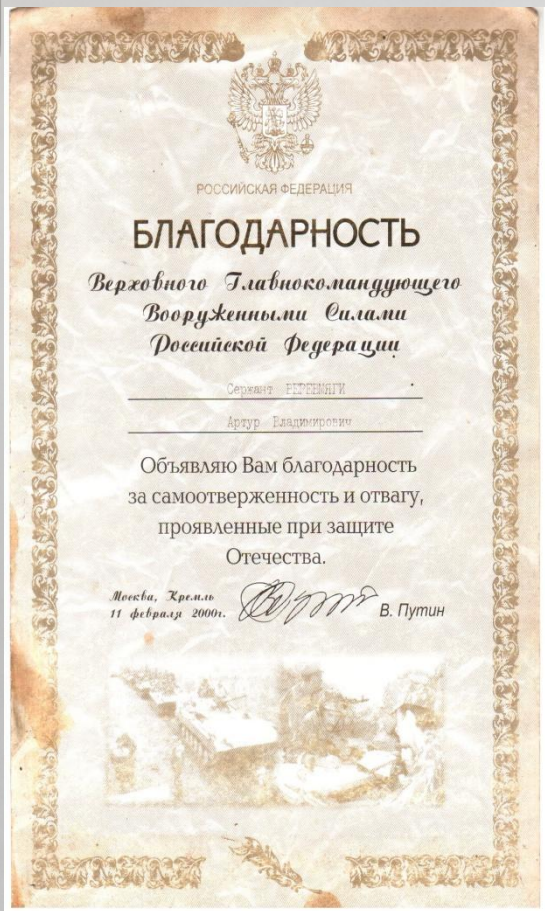 РОССИЙСКАЯ ФЕДЕРАЦИЯ
БЛАГОДАРНОСТЬ
Верховного Главнокомандующего
Вооруженными Силами
Российской Федерации
Сержант
Артур Владимирович
Объявляю Вам благодарность
за самоотверженность и отвагу,
проявленные при защите
Отечества.
Москва, Кремль
11 февраля 2000г.
В. Путин